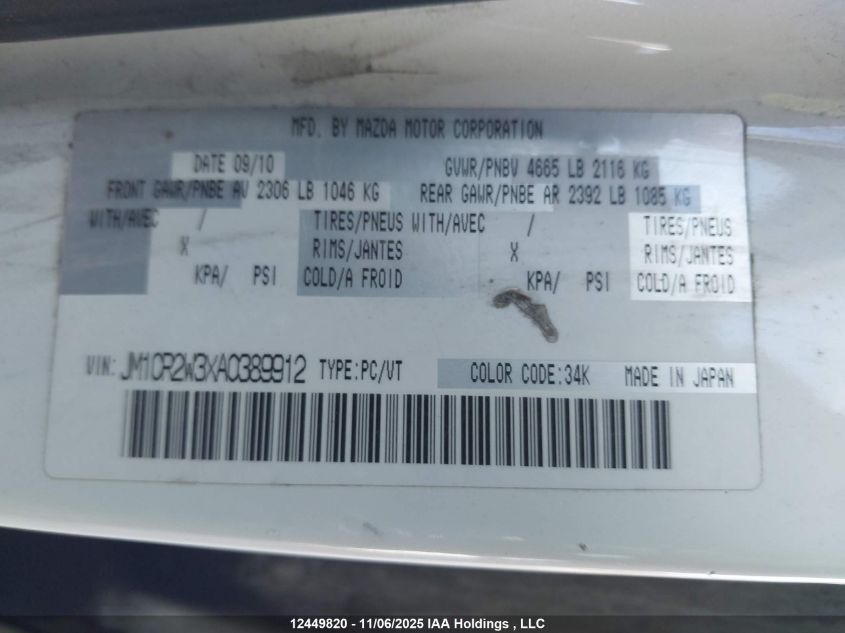 MFD. BY MAZDA MOTOR CORPORATION
DATE 09/10 GVWR/PNBV 4665 LB 2116 KG
FRONT GAWR/PNBE AV 2306 LB 1046 KG REAR GAWR/PNBE AR 2392 LB 1085 KG
WITH/AVEC / TIRES/PNEUS WITH/AVEC / TIRES/PNEUS
X RIMS/JANTES X RIMS/JANTES
KPA/ PSI COLD/A FROID KPA/ PSI COLD/A FROID
VIN: JM1CR2W3XA0389912 TYPE:PC/VT COLOR CODE:34K MADE IN JAPAN
12449820 - 11/06/2025 IAA Holdings , LLC